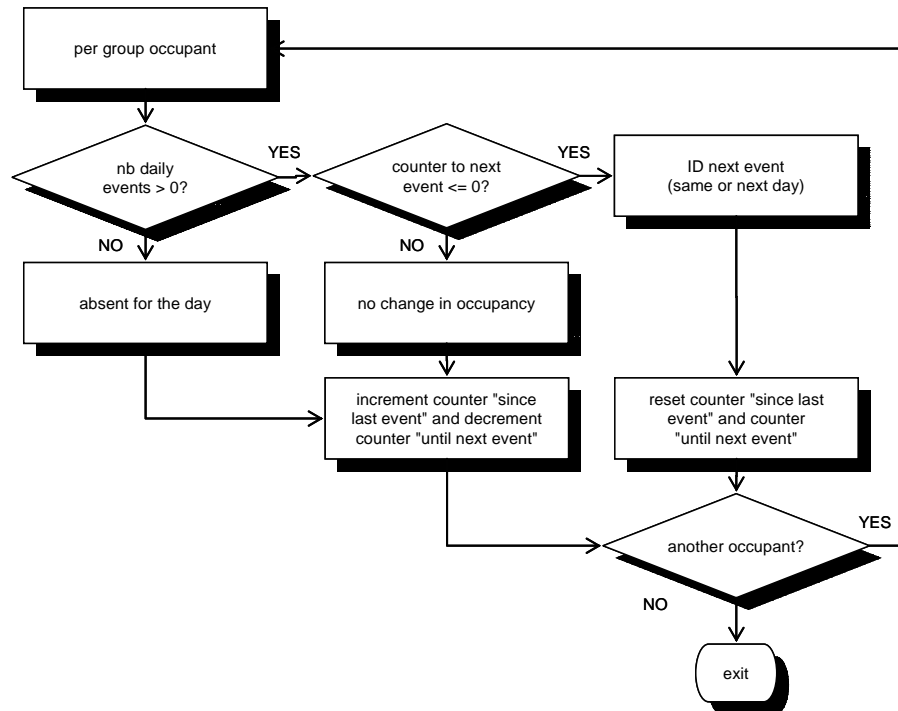 per group occupant
nb daily
events > 0?
YES
counter to next
event <= 0?
YES
ID next event
(same or next day)
NO
NO
absent for the day
no change in occupancy
increment counter "since
last event" and decrement
counter "until next event"
reset counter "since last
event" and counter
"until next event"
another occupant?
YES
NO
exit